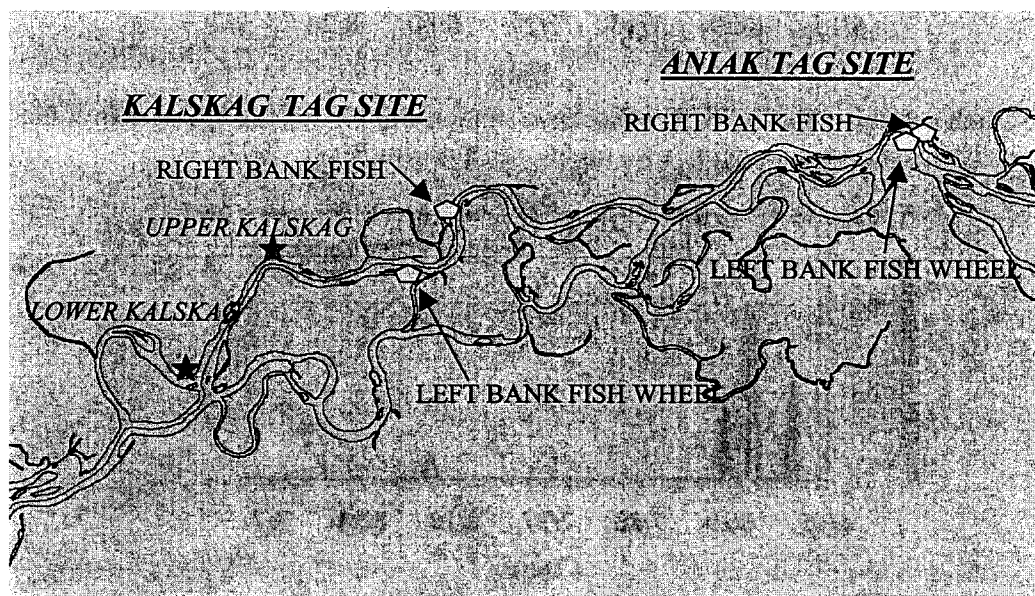 ANIAK TAG SITE
KALSKAG TAG SITE
RIGHT BANK FISH
RIGHT BANK FISH
UPPER KALSKAG
LEFT BANK FISH WHEEL
LOWER KALSKAG
LEFT BANK FISH WHEEL